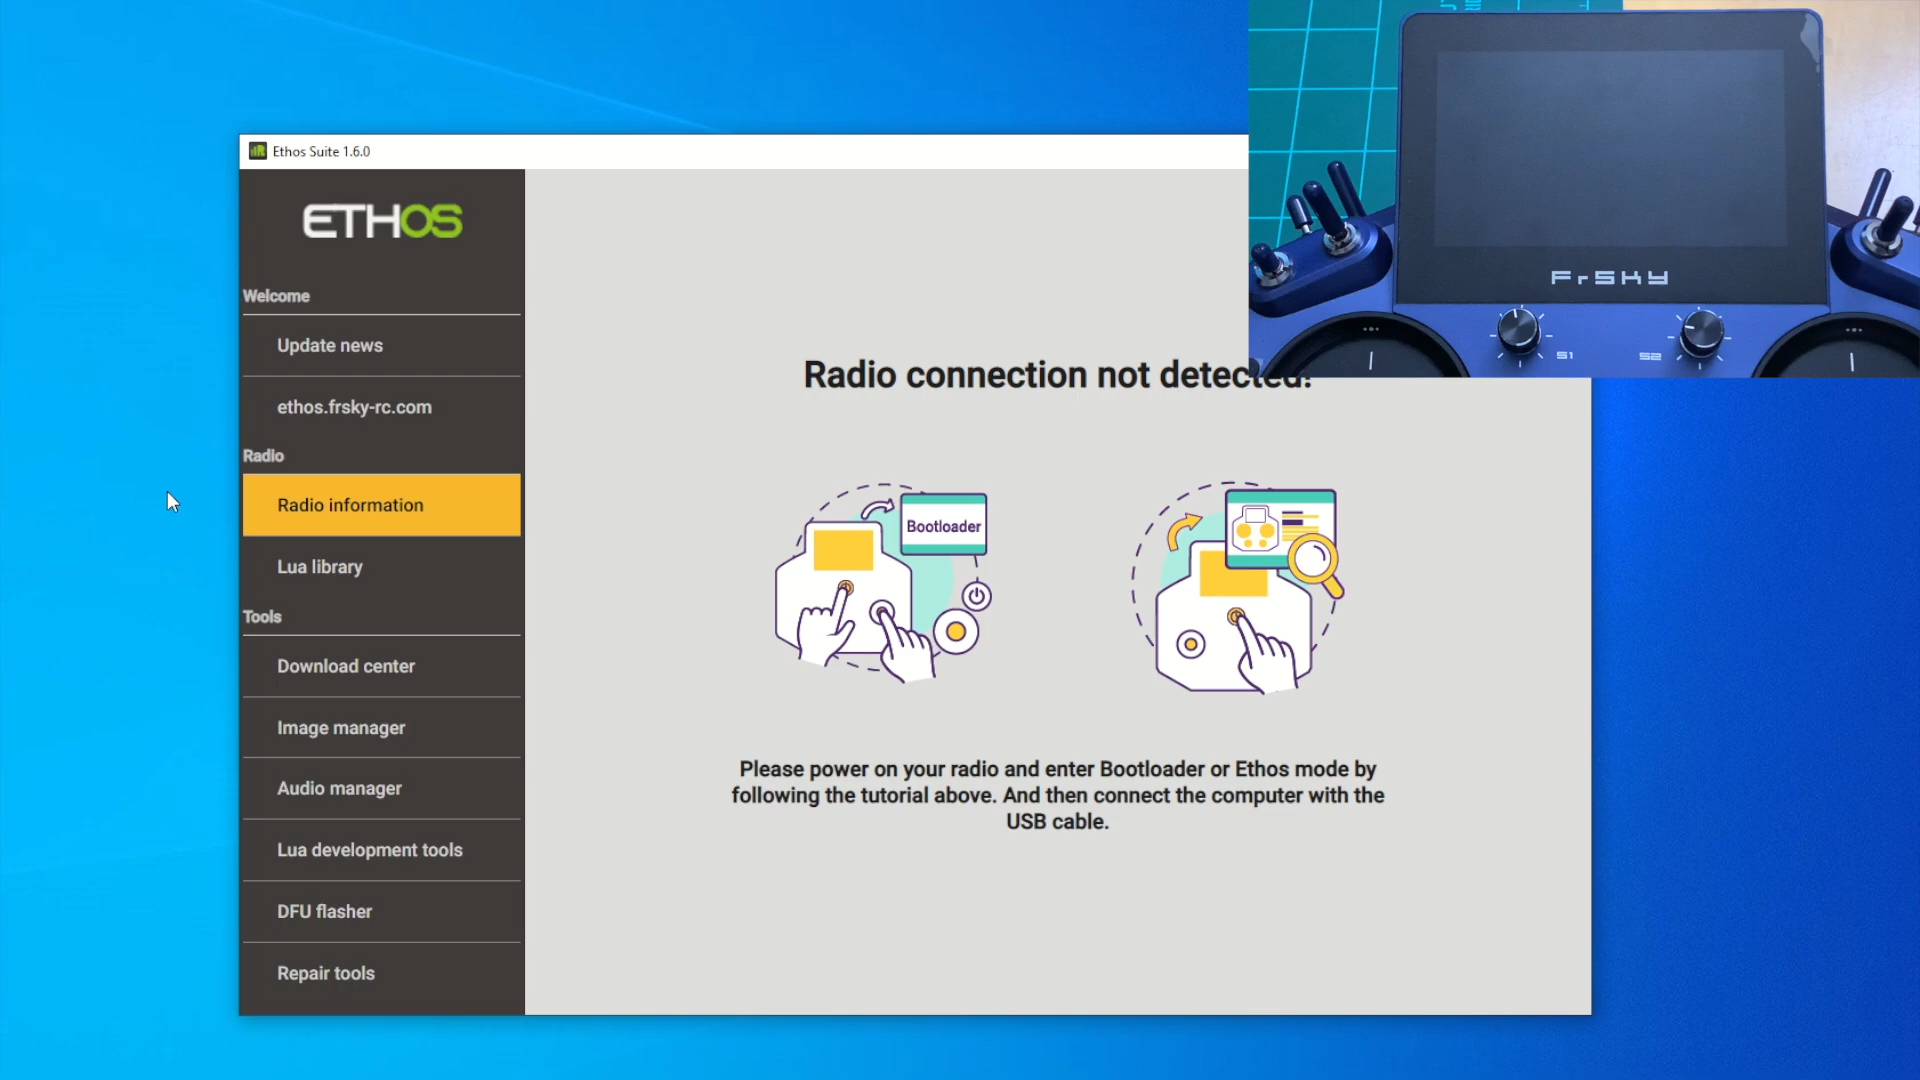 Ethos Suite 1.6.0
ETHOS
Welcome
Update news
ethos.frsky-rc.com
Radio
Radio information
Lua library
Tools
Download center
Image manager
Audio manager
Lua development tools
DFU flasher
Repair tools
FrSKY
S1
S2
Radio connection not detected!
Bootloader
Please power on your radio and enter Bootloader or Ethos mode by
following the tutorial above. And then connect the computer with the
USB cable.